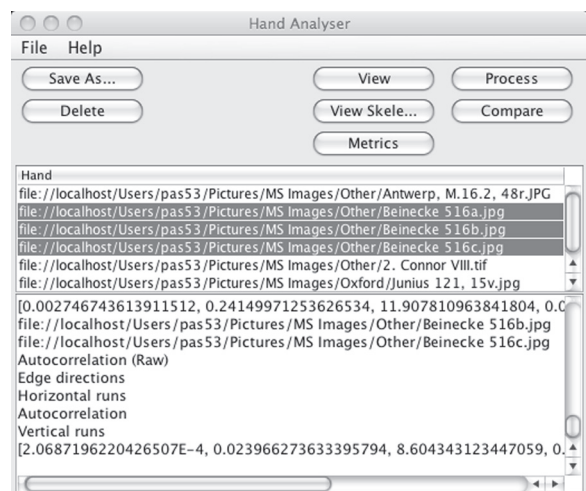 Hand Analyser
File Help
Save As... View Process
Delete View Skele... Compare
Metrics
Hand
file://localhost/Users/pas53/Pictures/MS Images/Other/Antwerp, M.16.2, 48r.JPG
file://localhost/Users/pas53/Pictures/MS Images/Other/Beinecke 516a.jpg
file://localhost/Users/pas53/Pictures/MS Images/Other/Beinecke 516b.jpg
file://localhost/Users/pas53/Pictures/MS Images/Other/Beinecke 516c.jpg
file://localhost/Users/pas53/Pictures/MS Images/Other/2. Connor VIII.tif
file://localhost/Users/pas53/Pictures/MS Images/Oxford/Junius 121, 15v.jpg
[0.002746743613911512, 0.24149971253626534, 11.907810963841804, 0.0
file://localhost/Users/pas53/Pictures/MS Images/Other/Beinecke 516b.jpg
file://localhost/Users/pas53/Pictures/MS Images/Other/Beinecke 516c.jpg
Autocorrelation (Raw)
Edge directions
Horizontal runs
Autocorrelation
Vertical runs
[2.0687196220426507E-4, 0.023966273633395794, 8.604343123447059, 0.